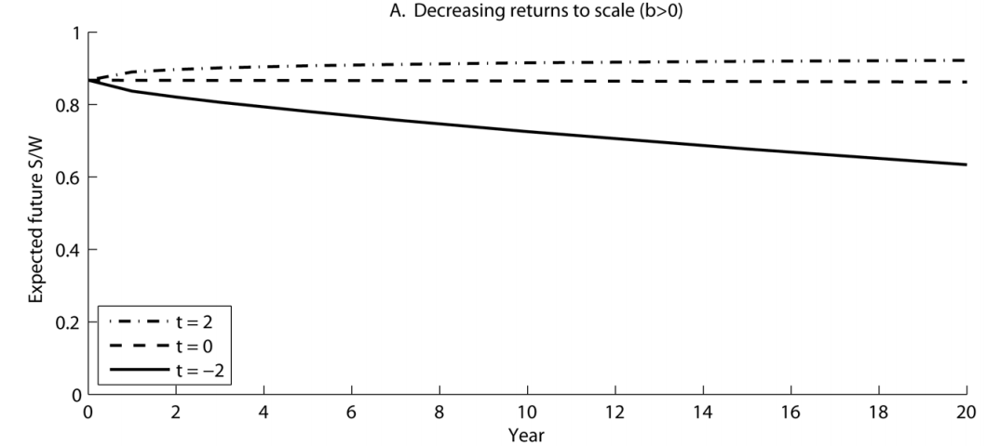 A. Decreasing returns to scale (b>0)
Expected future S/W
1
0.8
0.6
0.4
0.2
0
t = 2
t = 0
t = −2
0 2 4 6 8 10 12 14 16 18 20
Year